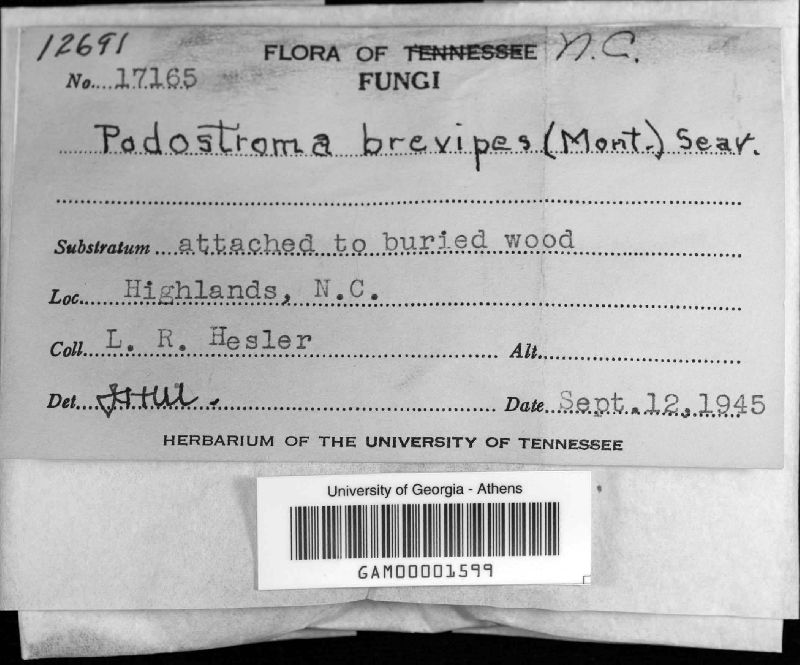 12691
FLORA OF TENNESSEE N.C.
No. 17165
FUNGI
Podostroma brevipes (Mont.) Seav.
Substratum attached to buried wood
Loc. Highlands, N.C.
Coll. L. R. Hesler Alt.
Det.
Date Sept. 12, 1945
HERBARIUM OF THE UNIVERSITY OF TENNESSEE
University of Georgia - Athens
GAM00001599